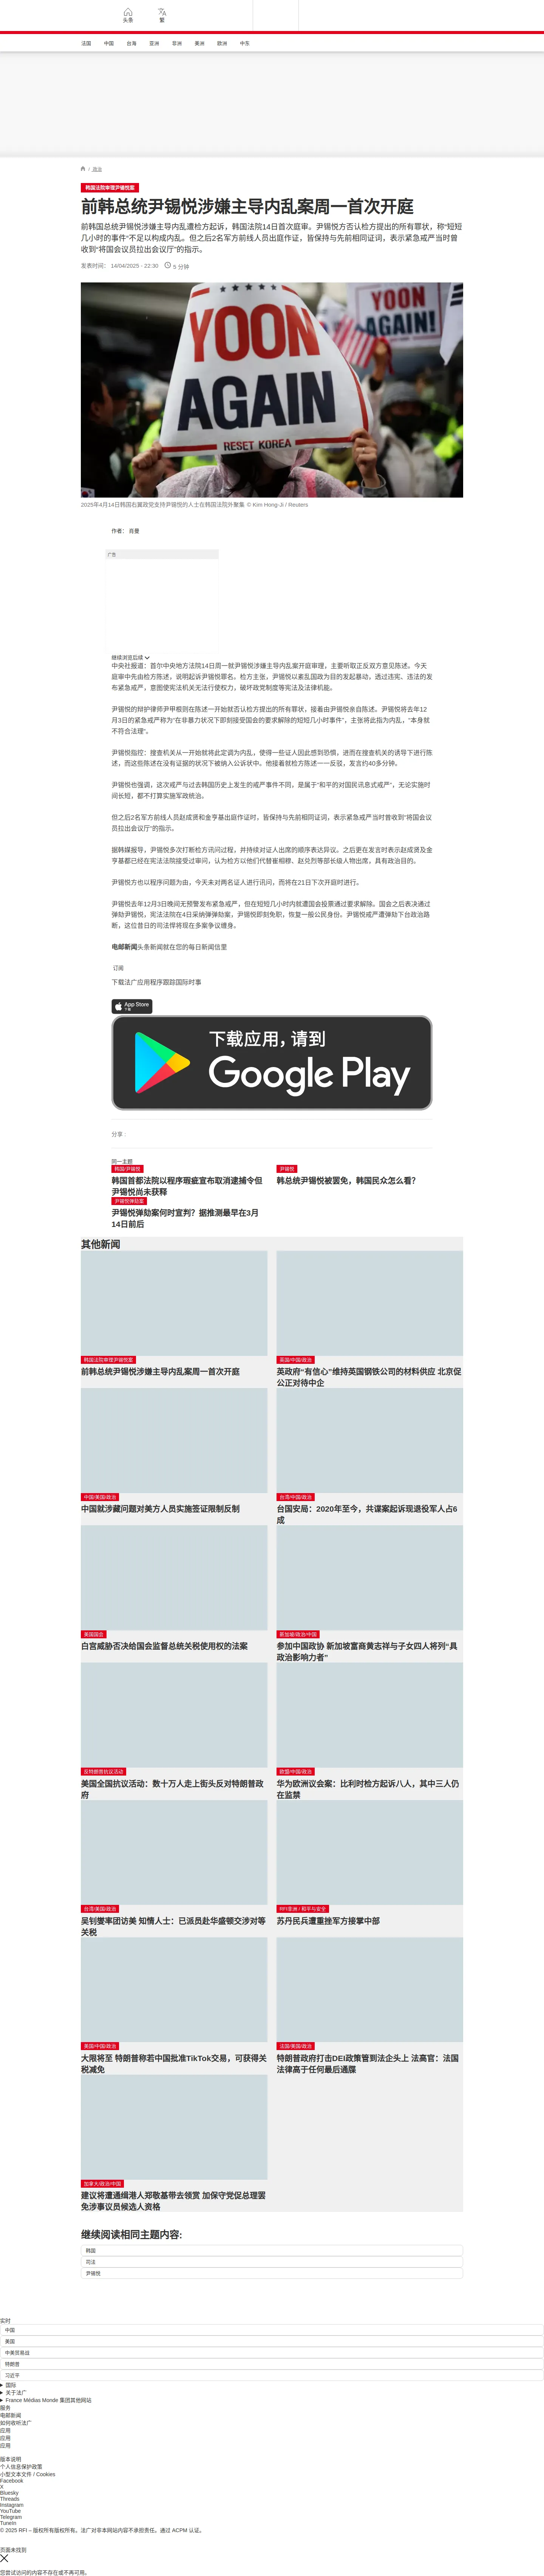 头条
繁
法国 中国 台海 亚洲 非洲 美洲 欧洲 中东
/ 政治
韩国法院审理尹锡悦案
前韩总统尹锡悦涉嫌主导内乱案周一首次开庭
前韩国总统尹锡悦涉嫌主导内乱遭检方起诉，韩国法院14日首次庭审。尹锡悦方否认检方提出的所有罪状，称“短短
几小时的事件”不足以构成内乱。但之后2名军方前线人员出庭作证，皆保持与先前相同证词，表示紧急戒严当时曾
收到“将国会议员拉出会议厅”的指示。
发表时间： 14/04/2025 - 22:30 5 分钟
YOON
AGAIN
RESET KOREA
YOON
AGAIN!
2025年4月14日韩国右翼政党支持尹锡悦的人士在韩国法院外聚集 © Kim Hong-Ji / Reuters
作者： 肖曼
广告
继续浏览后续
中央社报道：首尔中央地方法院14日周一就尹锡悦涉嫌主导内乱案开庭审理，主要听取正反双方意见陈述。今天
庭审中先由检方陈述，说明起诉尹锡悦罪名。检方主张，尹锡悦以紊乱国政为目的发起暴动，透过违宪、违法的发
布紧急戒严，意图使宪法机关无法行使权力，破坏政党制度等宪法及法律机能。
尹锡悦的辩护律师尹甲根则在陈述一开始就否认检方提出的所有罪状，接着由尹锡悦亲自陈述。尹锡悦将去年12
月3日的紧急戒严称为“在非暴力状况下即刻接受国会的要求解除的短短几小时事件”，主张将此指为内乱，“本身就
不符合法理”。
尹锡悦指控：搜查机关从一开始就将此定调为内乱，使得一些证人因此感到恐惧，进而在搜查机关的诱导下进行陈
述，而这些陈述在没有证据的状况下被纳入公诉状中。他接着就检方陈述一一反驳，发言约40多分钟。
尹锡悦也强调，这次戒严与过去韩国历史上发生的戒严事件不同，是属于“和平的对国民讯息式戒严”，无论实施时
间长短，都不打算实施军政统治。
但之后2名军方前线人员赵成贤和金亨基出庭作证时，皆保持与先前相同证词，表示紧急戒严当时曾收到“将国会议
员拉出会议厅”的指示。
据韩媒报导，尹锡悦多次打断检方讯问过程，并持续对证人出席的顺序表达异议。之后更在发言时表示赵成贤及金
亨基都已经在宪法法院接受过审问，认为检方以他们代替崔相穆、赵兑烈等部长级人物出席，具有政治目的。
尹锡悦方也以程序问题为由，今天未对两名证人进行讯问，而将在21日下次开庭时进行。
尹锡悦去年12月3日晚间无预警发布紧急戒严，但在短短几小时内就遭国会投票通过要求解除。国会之后表决通过
弹劾尹锡悦，宪法法院在4日采纳弹弹劾案，尹锡悦即刻免职，恢复一般公民身份。尹锡悦戒严遭弹劾下台政治路
断，这位昔日的司法悍将现在多案争议缠身。
电邮新闻头条新闻就在您的每日新闻信里
订阅
下载法广应用程序跟踪国际时事
App Store
下载应用，请到
Google Play
分享 :
同一主题
韩国/尹锡悦
韩国首都法院以程序瑕疵宣布取消逮捕令但
尹锡悦尚未获释
尹锡悦
韩总统尹锡悦被罢免，韩国民众怎么看？
尹锡悦弹劾案
尹锡悦弹劾案何时宣判？据推测最早在3月
14日前后
其他新闻
韩国法院审理尹锡悦案
前韩总统尹锡悦涉嫌主导内乱案周一首次开庭
英国/中国/政治
英政府“有信心”维持英国钢铁公司的材料供应 北京促
公正对待中企
中国/美国/政治
中国就涉藏问题对美方人员实施签证限制反制
台湾/中国/政治
台国安局：2020年至今，共谍案起诉现退役军人占6
成
美国国会
白宫威胁否决给国会监督总统关税使用权的法案
新加坡/政治/中国
参加中国政协 新加坡富商黄志祥与子女四人将列“具
政治影响力者”
反特朗普抗议活动
美国全国抗议活动：数十万人走上街头反对特朗普政
府
欧盟/中国/政治
华为欧洲议会案：比利时检方起诉八人，其中三人仍
在监禁
台湾/美国/政治
吴钊燮率团访美 知情人士：已派员赴华盛顿交涉对等
关税
RFI非洲 / 和平与安全
苏丹民兵遭重挫军方接掌中部
美国/中国/政治
大限将至 特朗普称若中国批准TikTok交易，可获得关
税减免
法国/美国/政治
特朗普政府打击DEI政策管到法企头上 法高官：法国
法律高于任何最后通牒
加拿大/政治/中国
建议将遭通缉港人郑敬基带去领赏 加保守党促总理罢
免涉事议员候选人资格
继续阅读相同主题内容:
韩国
司法
尹锡悦
实时
中国
美国
中美贸易战
特朗普
习近平
国际
关于法广
France Médias Monde 集团其他网站
服务
电邮新闻
如何收听法广
应用
应用
应用
版本说明
个人信息保护政策
小型文本文件 / Cookies
Facebook
X
Bluesky
Threads
Instagram
YouTube
Telegram
TuneIn
© 2025 RFI – 版权所有版权所有。法广对非本网站内容不承担责任。通过 ACPM 认证。
页面未找到
您尝试访问的内容不存在或不再可用。